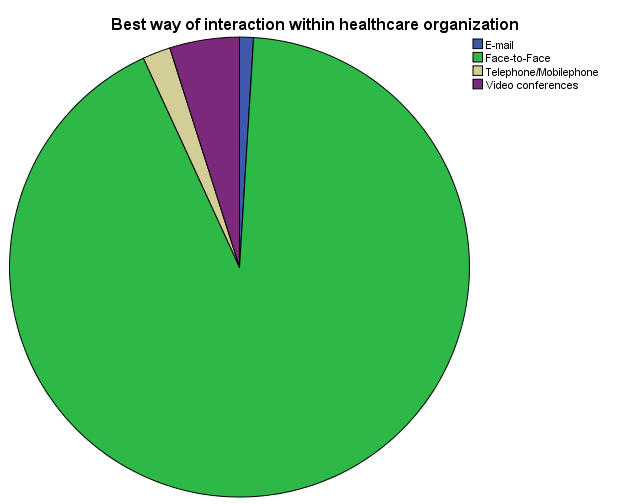 Best way of interaction within healthcare organization
E-mail
Face-to-Face
Telephone/Mobilephone
Video conferences